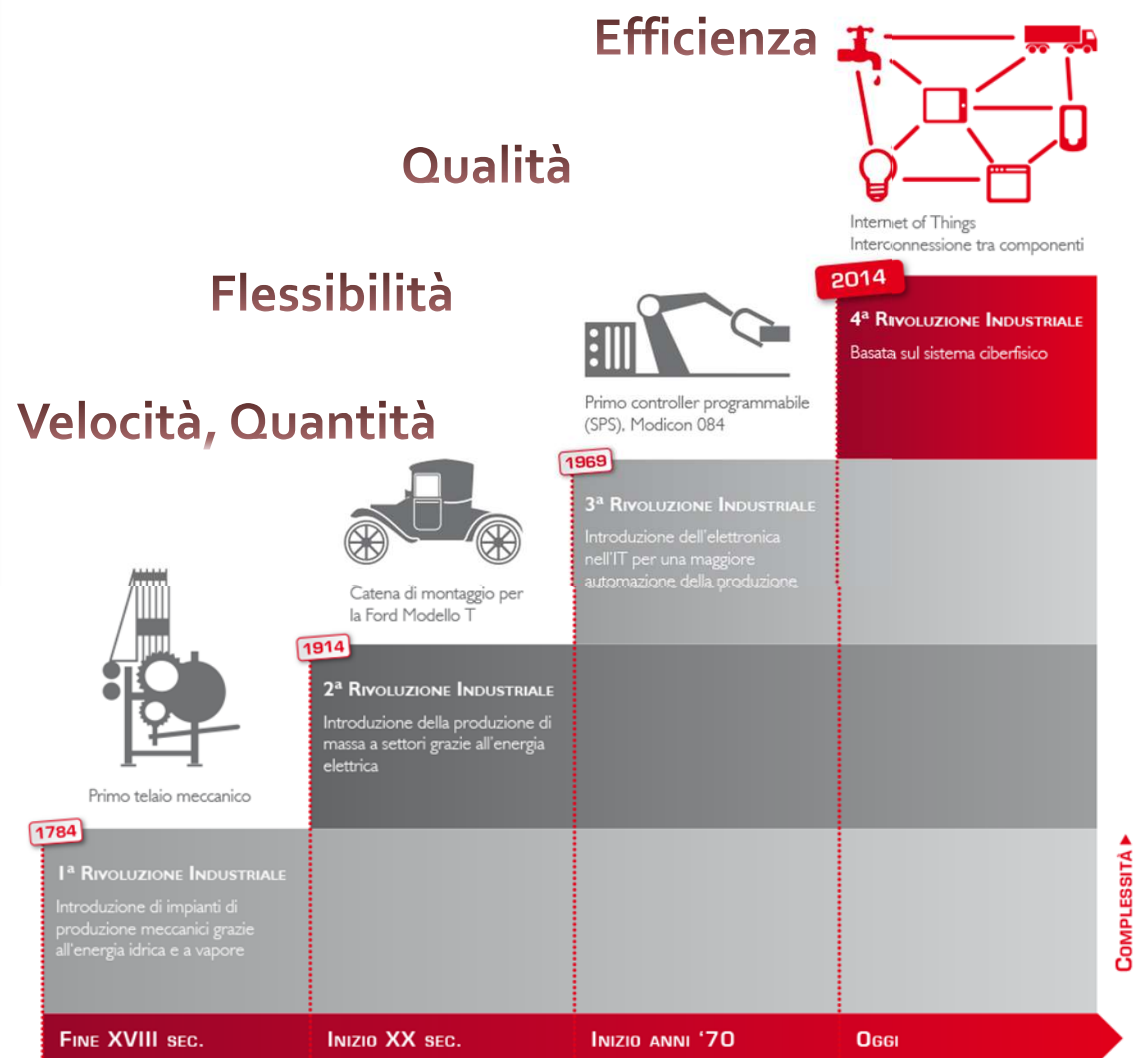 Efficienza
Qualità
Internet of Things
Interconnessione tra componenti
Flessibilità
2014
4ª Rivoluzione Industriale
Basata sul sistema ciberfisico
Primo controller programmabile
(SPS), Modicon 084
Velocità, Quantità
1969
3ª Rivoluzione Industriale
Introduzione dell'elettronica
nell'IT per una maggiore
automazione della produzione
Catena di montaggio per
la Ford Modello T
1914
2ª Rivoluzione Industriale
Introduzione della produzione di
massa a settori grazie all'energia
elettrica
Primo telaio meccanico
1784
1ª Rivoluzione Industriale
Introduzione di impianti di
produzione meccanici grazie
all'energia idrica e a vapore
Complessità ▲
Fine XVIII sec.
Inizio XX sec.
Inizio anni '70
Oggi